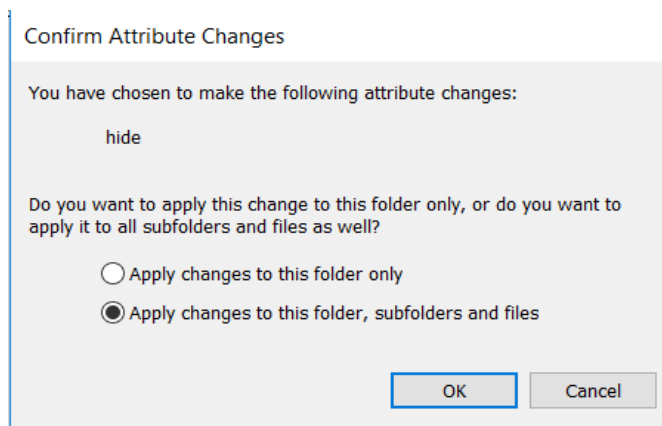 Confirm Attribute Changes
You have chosen to make the following attribute changes:
hide
Do you want to apply this change to this folder only, or do you want to
apply it to all subfolders and files as well?
Apply changes to this folder only
Apply changes to this folder, subfolders and files
OK Cancel